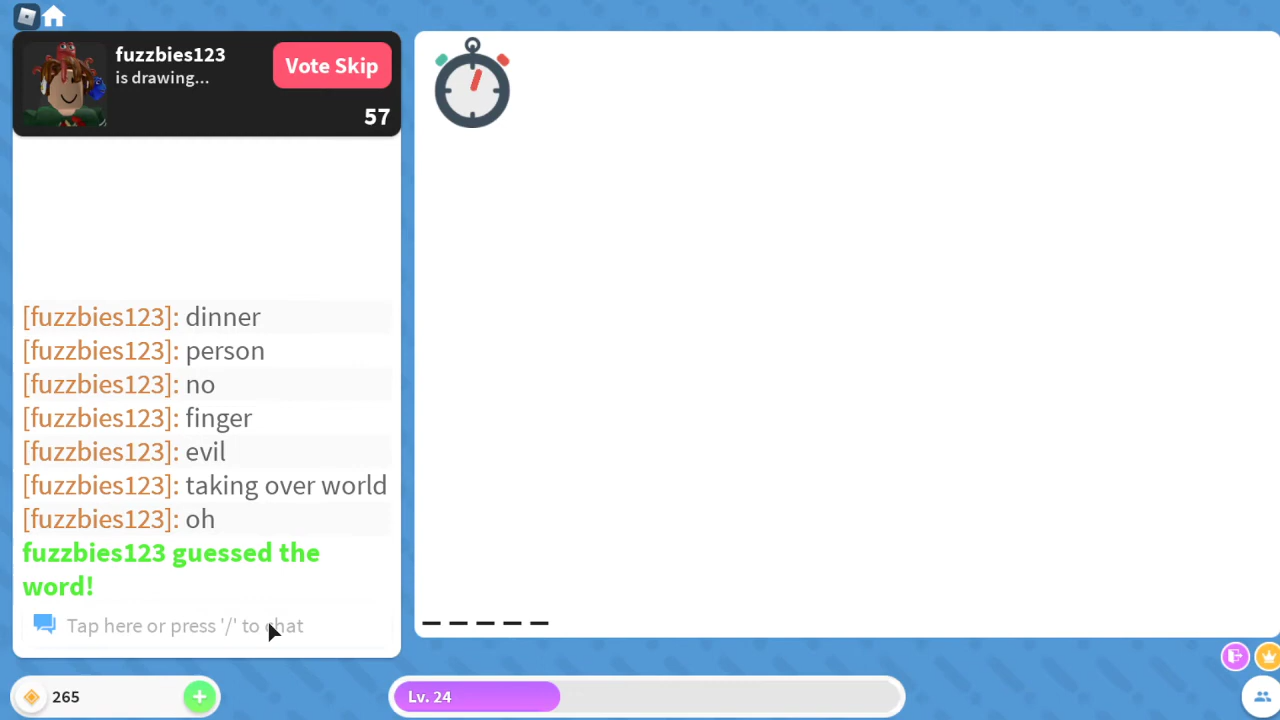 fuzzbies123
is drawing...
Vote Skip
57
[fuzzbies123]: dinner
[fuzzbies123]: person
[fuzzbies123]: no
[fuzzbies123]: finger
[fuzzbies123]: evil
[fuzzbies123]: taking over world
[fuzzbies123]: oh
fuzzbies123 guessed the
word!
Tap here or press '/' to chat
_ _ _ _ _
265
Lv. 24